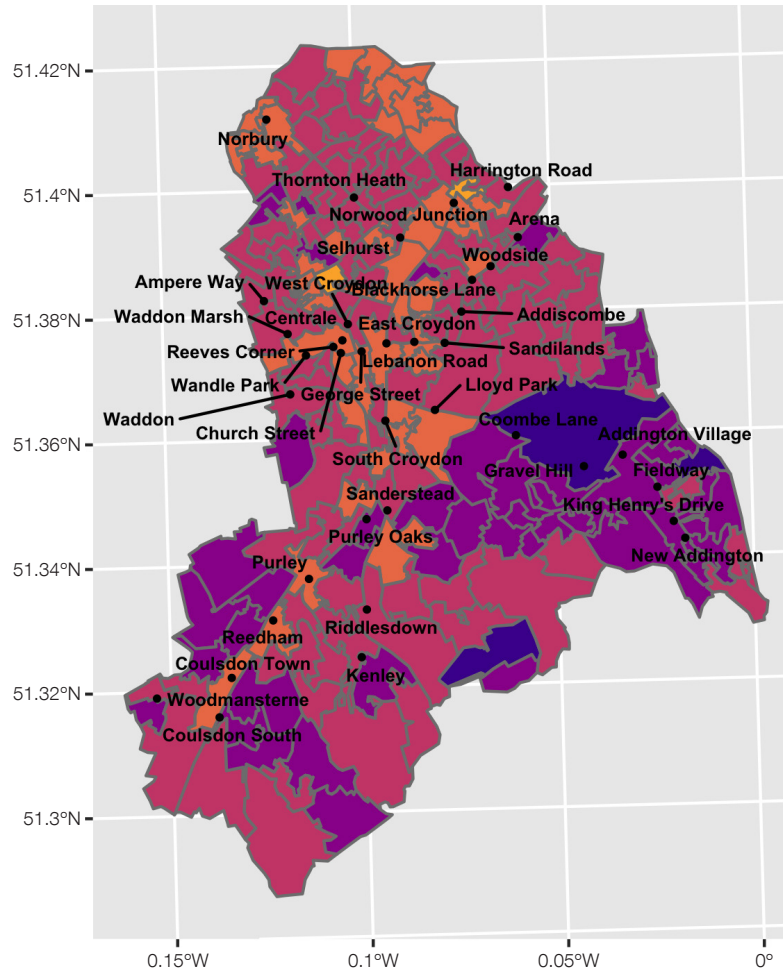 51.42°N
Norbury
Harrington Road
Thornton Heath
51.4°N
Norwood Junction
Arena
Selhurst
Woodside
Ampere Way
West Croydon
Blackhorse Lane
Waddon Marsh
Centrale
East Croydon
Addiscombe
51.38°N
Reeves Corner
Lebanon Road
Sandilands
Wandle Park
George Street
Lloyd Park
Waddon
Church Street
Coombe Lane
Addington Village
51.36°N
South Croydon
Gravel Hill
Fieldway
Sanderstead
King Henry's Drive
Purley Oaks
New Addington
51.34°N
Purley
Reedham
Riddlesdown
Coulsdon Town
Kenley
51.32°N
Woodmansterne
Coulsdon South
51.3°N
0.15°W
0.1°W
0.05°W
0°